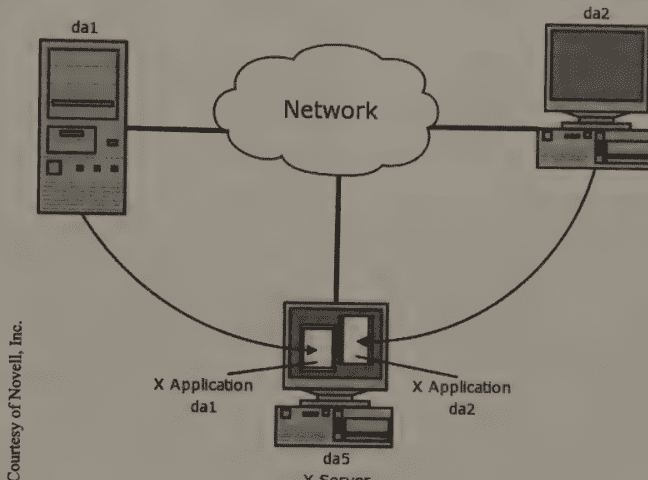 da1
da2
Network
X Application
da1
X Application
da2
da5
X Server
Courtesy of Novell, Inc.